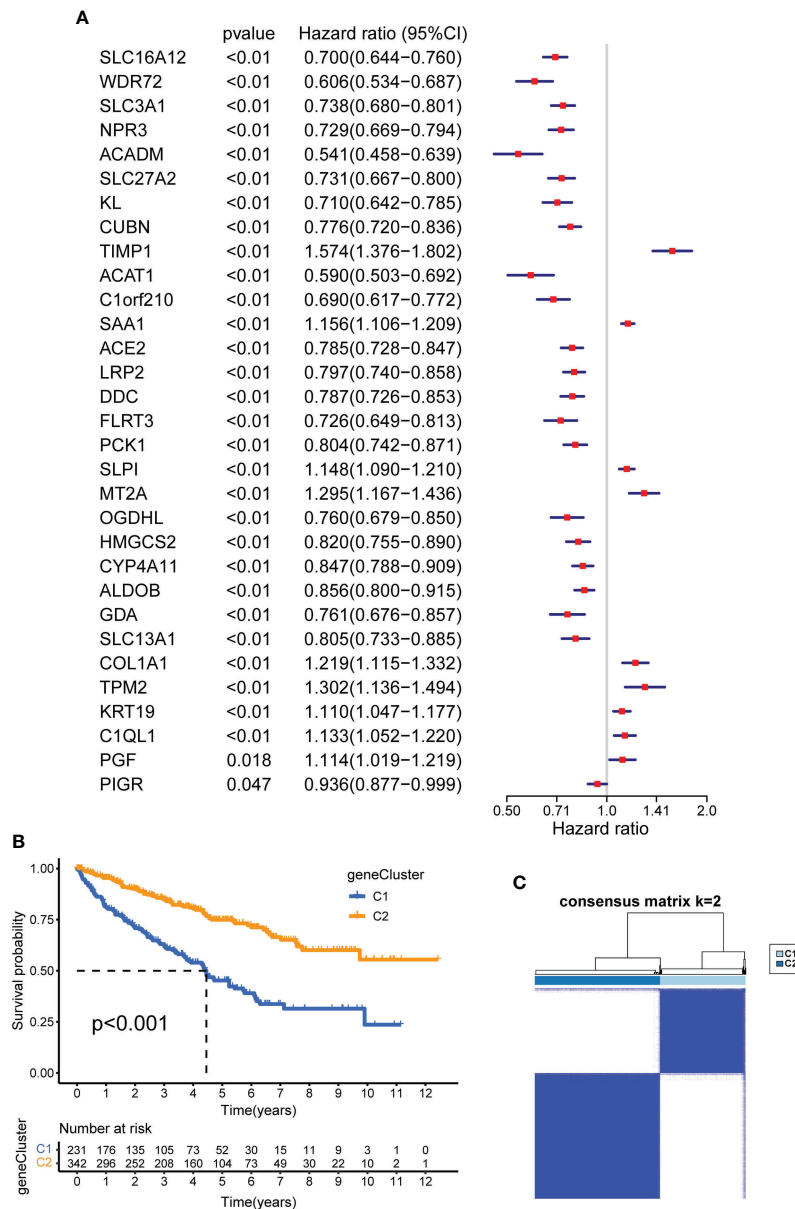 A
pvalue Hazard ratio (95%CI)
SLC16A12 <0.01 0.700(0.644−0.760)
WDR72 <0.01 0.606(0.534−0.687)
SLC3A1 <0.01 0.738(0.680−0.801)
NPR3 <0.01 0.729(0.669−0.794)
ACADM <0.01 0.541(0.458−0.639)
SLC27A2 <0.01 0.731(0.667−0.800)
KL <0.01 0.710(0.642−0.785)
CUBN <0.01 0.776(0.720−0.836)
TIMP1 <0.01 1.574(1.376−1.802)
ACAT1 <0.01 0.590(0.503−0.692)
C1orf210 <0.01 0.690(0.617−0.772)
SAA1 <0.01 1.156(1.106−1.209)
ACE2 <0.01 0.785(0.728−0.847)
LRP2 <0.01 0.797(0.740−0.858)
DDC <0.01 0.787(0.726−0.853)
FLRT3 <0.01 0.726(0.649−0.813)
PCK1 <0.01 0.804(0.742−0.871)
SLPI <0.01 1.148(1.090−1.210)
MT2A <0.01 1.295(1.167−1.436)
OGDHL <0.01 0.760(0.679−0.850)
HMGCS2 <0.01 0.820(0.755−0.890)
CYP4A11 <0.01 0.847(0.788−0.909)
ALDOB <0.01 0.856(0.800−0.915)
GDA <0.01 0.761(0.676−0.857)
SLC13A1 <0.01 0.805(0.733−0.885)
COL1A1 <0.01 1.219(1.115−1.332)
TPM2 <0.01 1.302(1.136−1.494)
KRT19 <0.01 1.110(1.047−1.177)
C1QL1 <0.01 1.133(1.052−1.220)
PGF 0.018 1.114(1.019−1.219)
PIGR 0.047 0.936(0.877−0.999)
0.50 0.71 1.0 1.41 2.0
Hazard ratio
B
geneCluster
C1
C2
Survival probability
1.00
0.75
0.50
0.25
0.00
p<0.001
0 1 2 3 4 5 6 7 8 9 10 11 12
Time(years)
Number at risk
geneCluster
C1 231 176 135 105 73 52 30 15 11 9 3 1 0
C2 342 296 252 208 160 104 73 49 30 22 10 2 1
0 1 2 3 4 5 6 7 8 9 10 11 12
Time(years)
C
consensus matrix k=2
C1
C2